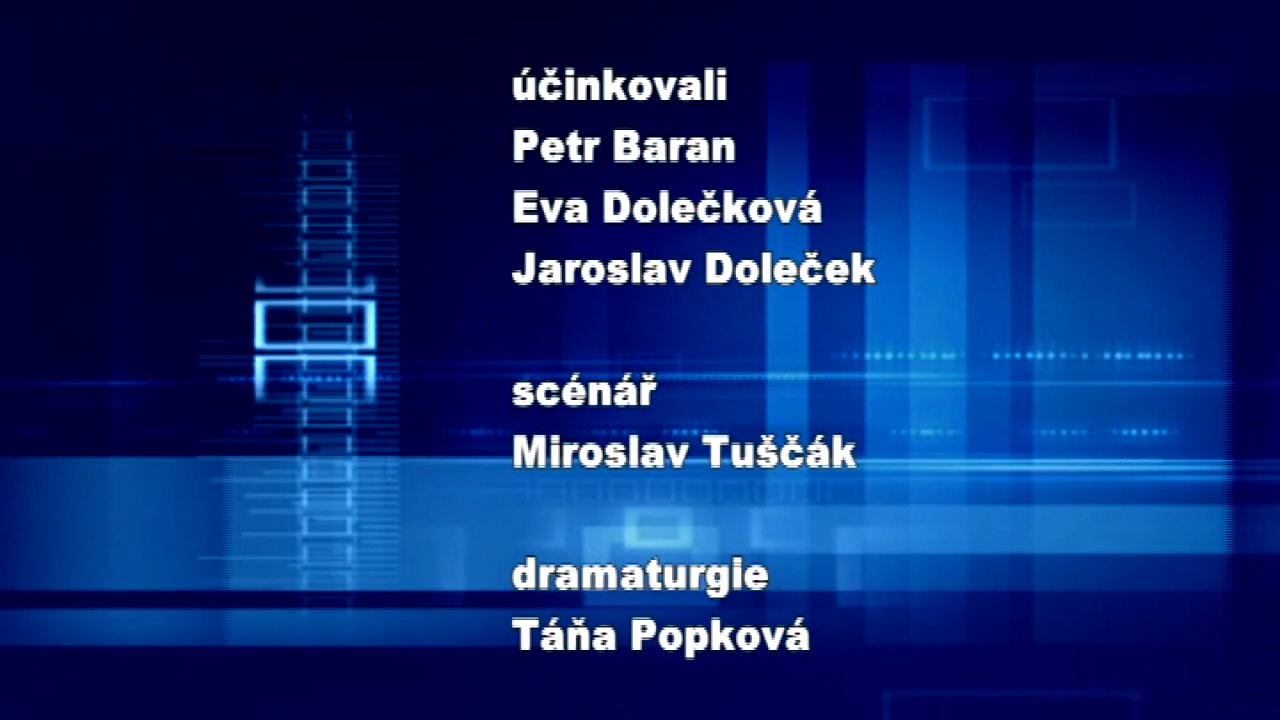 účinkovali
Petr Baran
Eva Dolečková
Jaroslav Doleček
scénář
Miroslav Tuščák
dramaturgie
Táňa Popková